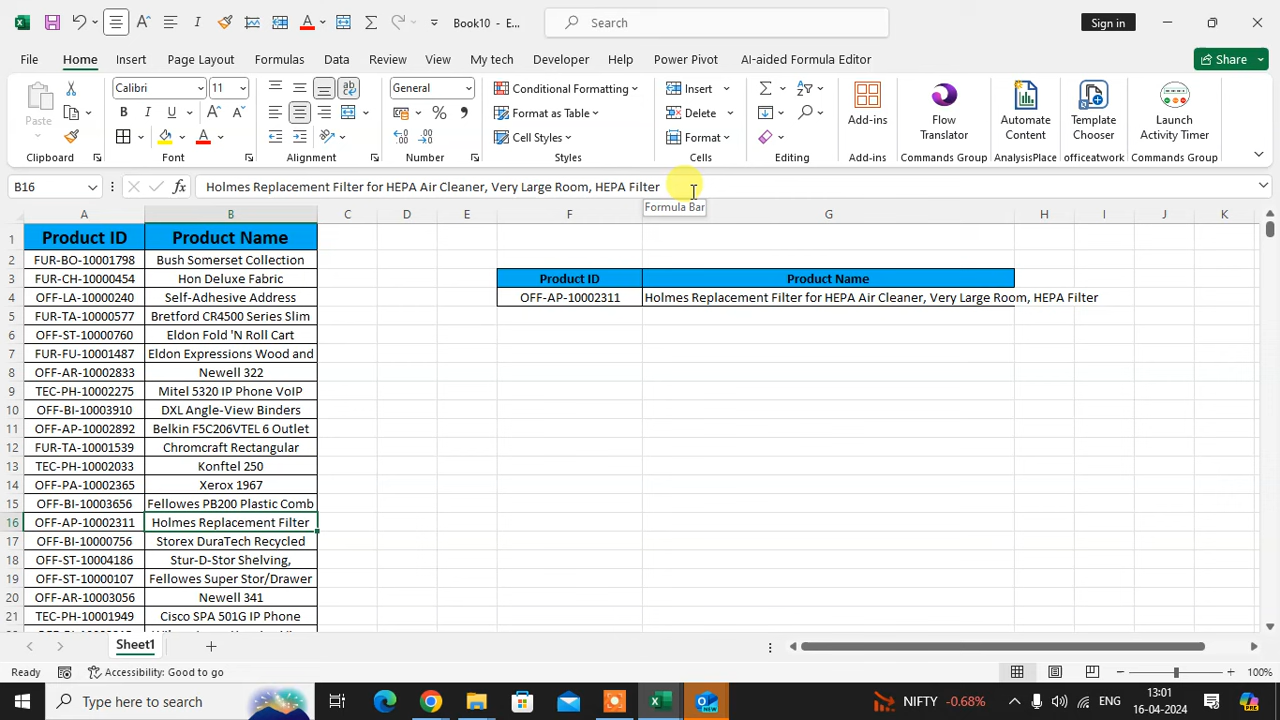 Book10 - E...
Search
Sign in
File Home Insert Page Layout Formulas Data Review View My tech Developer Help Power Pivot AI-aided Formula Editor Share
Paste
Clipboard
Calibri 11
B I U
Font
ab
Alignment
General
% 9
Number
Conditional Formatting
Format as Table
Cell Styles
Styles
Insert
Delete
Format
Cells
Editing
Add-ins
Add-ins
Flow Translator
Commands Group
Automate Content
AnalysisPlace
Template Chooser
officeatwork
Launch Activity Timer
Commands Group
B16 fx Holmes Replacement Filter for HEPA Air Cleaner, Very Large Room, HEPA Filter
Formula Bar
A B C D E F G H I J K
1 Product ID Product Name
2 FUR-BO-10001798 Bush Somerset Collection
3 FUR-CH-10000454 Hon Deluxe Fabric Product ID Product Name
4 OFF-LA-10000240 Self-Adhesive Address OFF-AP-10002311 Holmes Replacement Filter for HEPA Air Cleaner, Very Large Room, HEPA Filter
5 FUR-TA-10000577 Bretford CR4500 Series Slim
6 OFF-ST-10000760 Eldon Fold 'N Roll Cart
7 FUR-FU-10001487 Eldon Expressions Wood and
8 OFF-AR-10002833 Newell 322
9 TEC-PH-10002275 Mitel 5320 IP Phone VoIP
10 OFF-BI-10003910 DXL Angle-View Binders
11 OFF-AP-10002892 Belkin F5C206VTEL 6 Outlet
12 FUR-TA-10001539 Chromcraft Rectangular
13 TEC-PH-10002033 Konftel 250
14 OFF-PA-10002365 Xerox 1967
15 OFF-BI-10003656 Fellowes PB200 Plastic Comb
16 OFF-AP-10002311 Holmes Replacement Filter
17 OFF-BI-10000756 Storex DuraTech Recycled
18 OFF-ST-10004186 Stur-D-Stor Shelving,
19 OFF-ST-10000107 Fellowes Super Stor/Drawer
20 OFF-AR-10003056 Newell 341
21 TEC-PH-10001949 Cisco SPA 501G IP Phone
Sheet1
Ready Accessibility: Good to go 100%
Type here to search NIFTY -0.68% ENG 13:01
16-04-2024